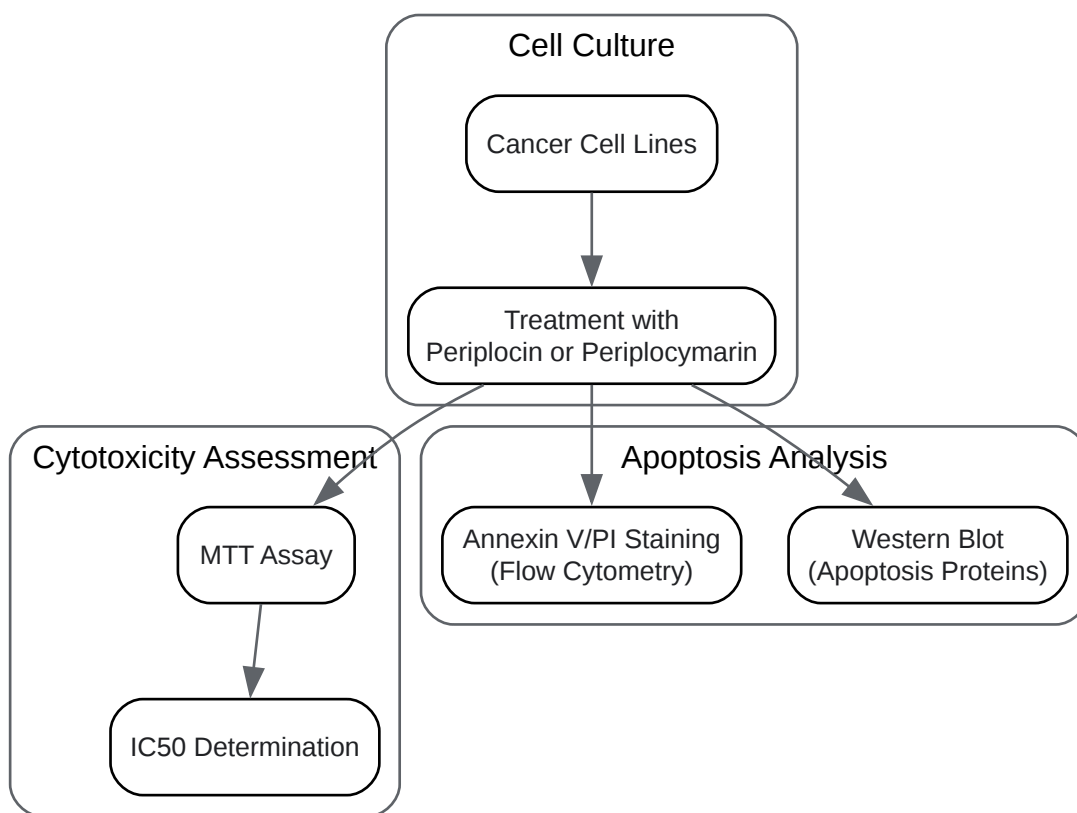 Cell Culture
Cancer Cell Lines
Treatment with
Periplocin or Periplocymarin
Cytotoxicity Assessment
MTT Assay
IC50 Determination
Apoptosis Analysis
Annexin V/PI Staining
(Flow Cytometry)
Western Blot
(Apoptosis Proteins)